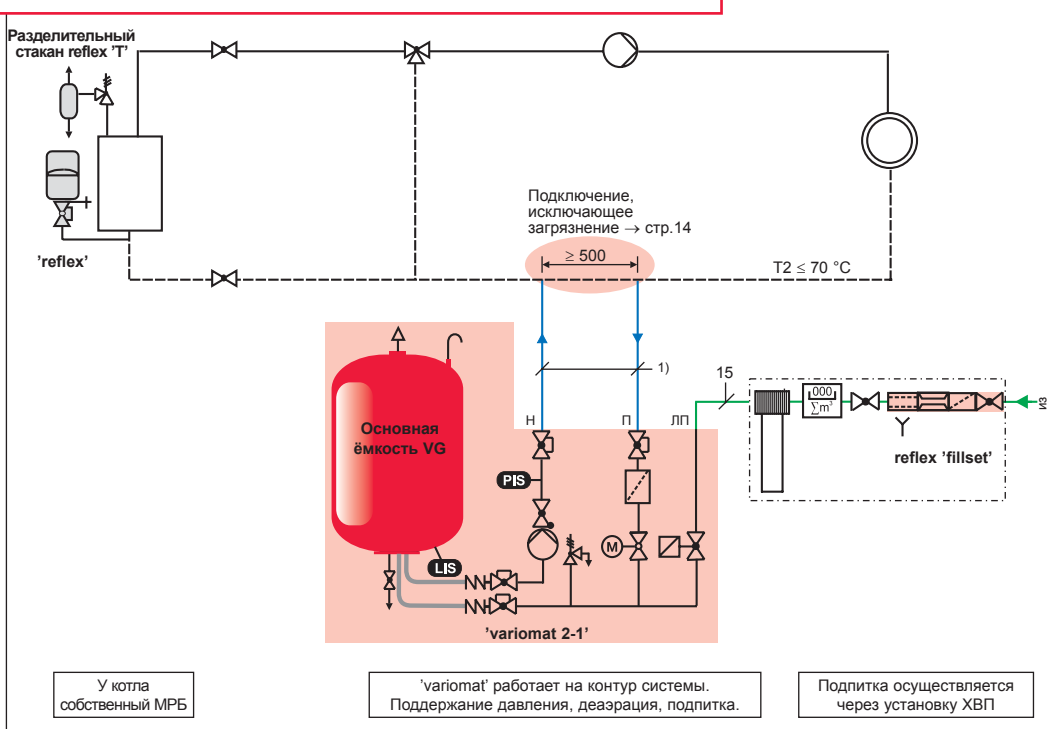 Разделительный
стакан reflex 'T'
'reflex'
Подключение,
исключающее
загрязнение → стр.14
≥ 500
T2 ≤ 70 °C
1)
15
000
∑m³
из
reflex 'fillset'
Основная
ёмкость VG
Н
П
ЛП
PIS
M
LIS
'variomat 2-1'
У котла
собственный МРБ
'variomat' работает на контур системы.
Поддержание давления, деаэрация, подпитка.
Подпитка осуществляется
через установку ХВП